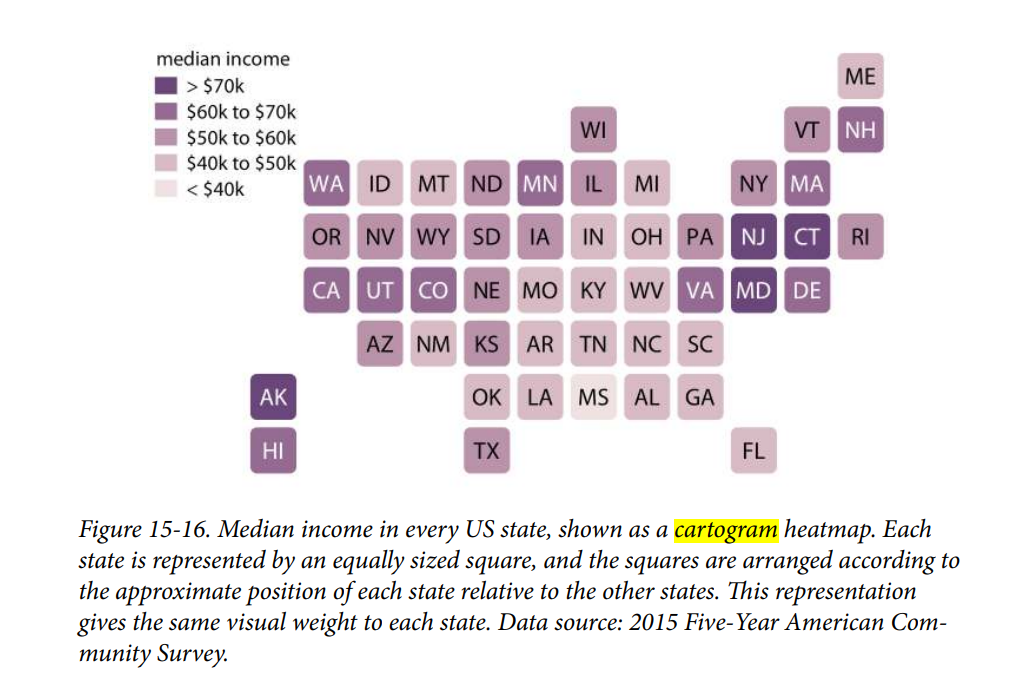 median income
> $70k
$60k to $70k
$50k to $60k
$40k to $50k
< $40k
ME
WI VT NH
WA ID MT ND MN IL MI NY MA
OR NV WY SD IA IN OH PA NJ CT RI
CA UT CO NE MO KY WV VA MD DE
AZ NM KS AR TN NC SC
AK OK LA MS AL GA
HI TX FL
Figure 15-16. Median income in every US state, shown as a cartogram heatmap. Each
state is represented by an equally sized square, and the squares are arranged according to
the approximate position of each state relative to the other states. This representation
gives the same visual weight to each state. Data source: 2015 Five-Year American Com-
munity Survey.